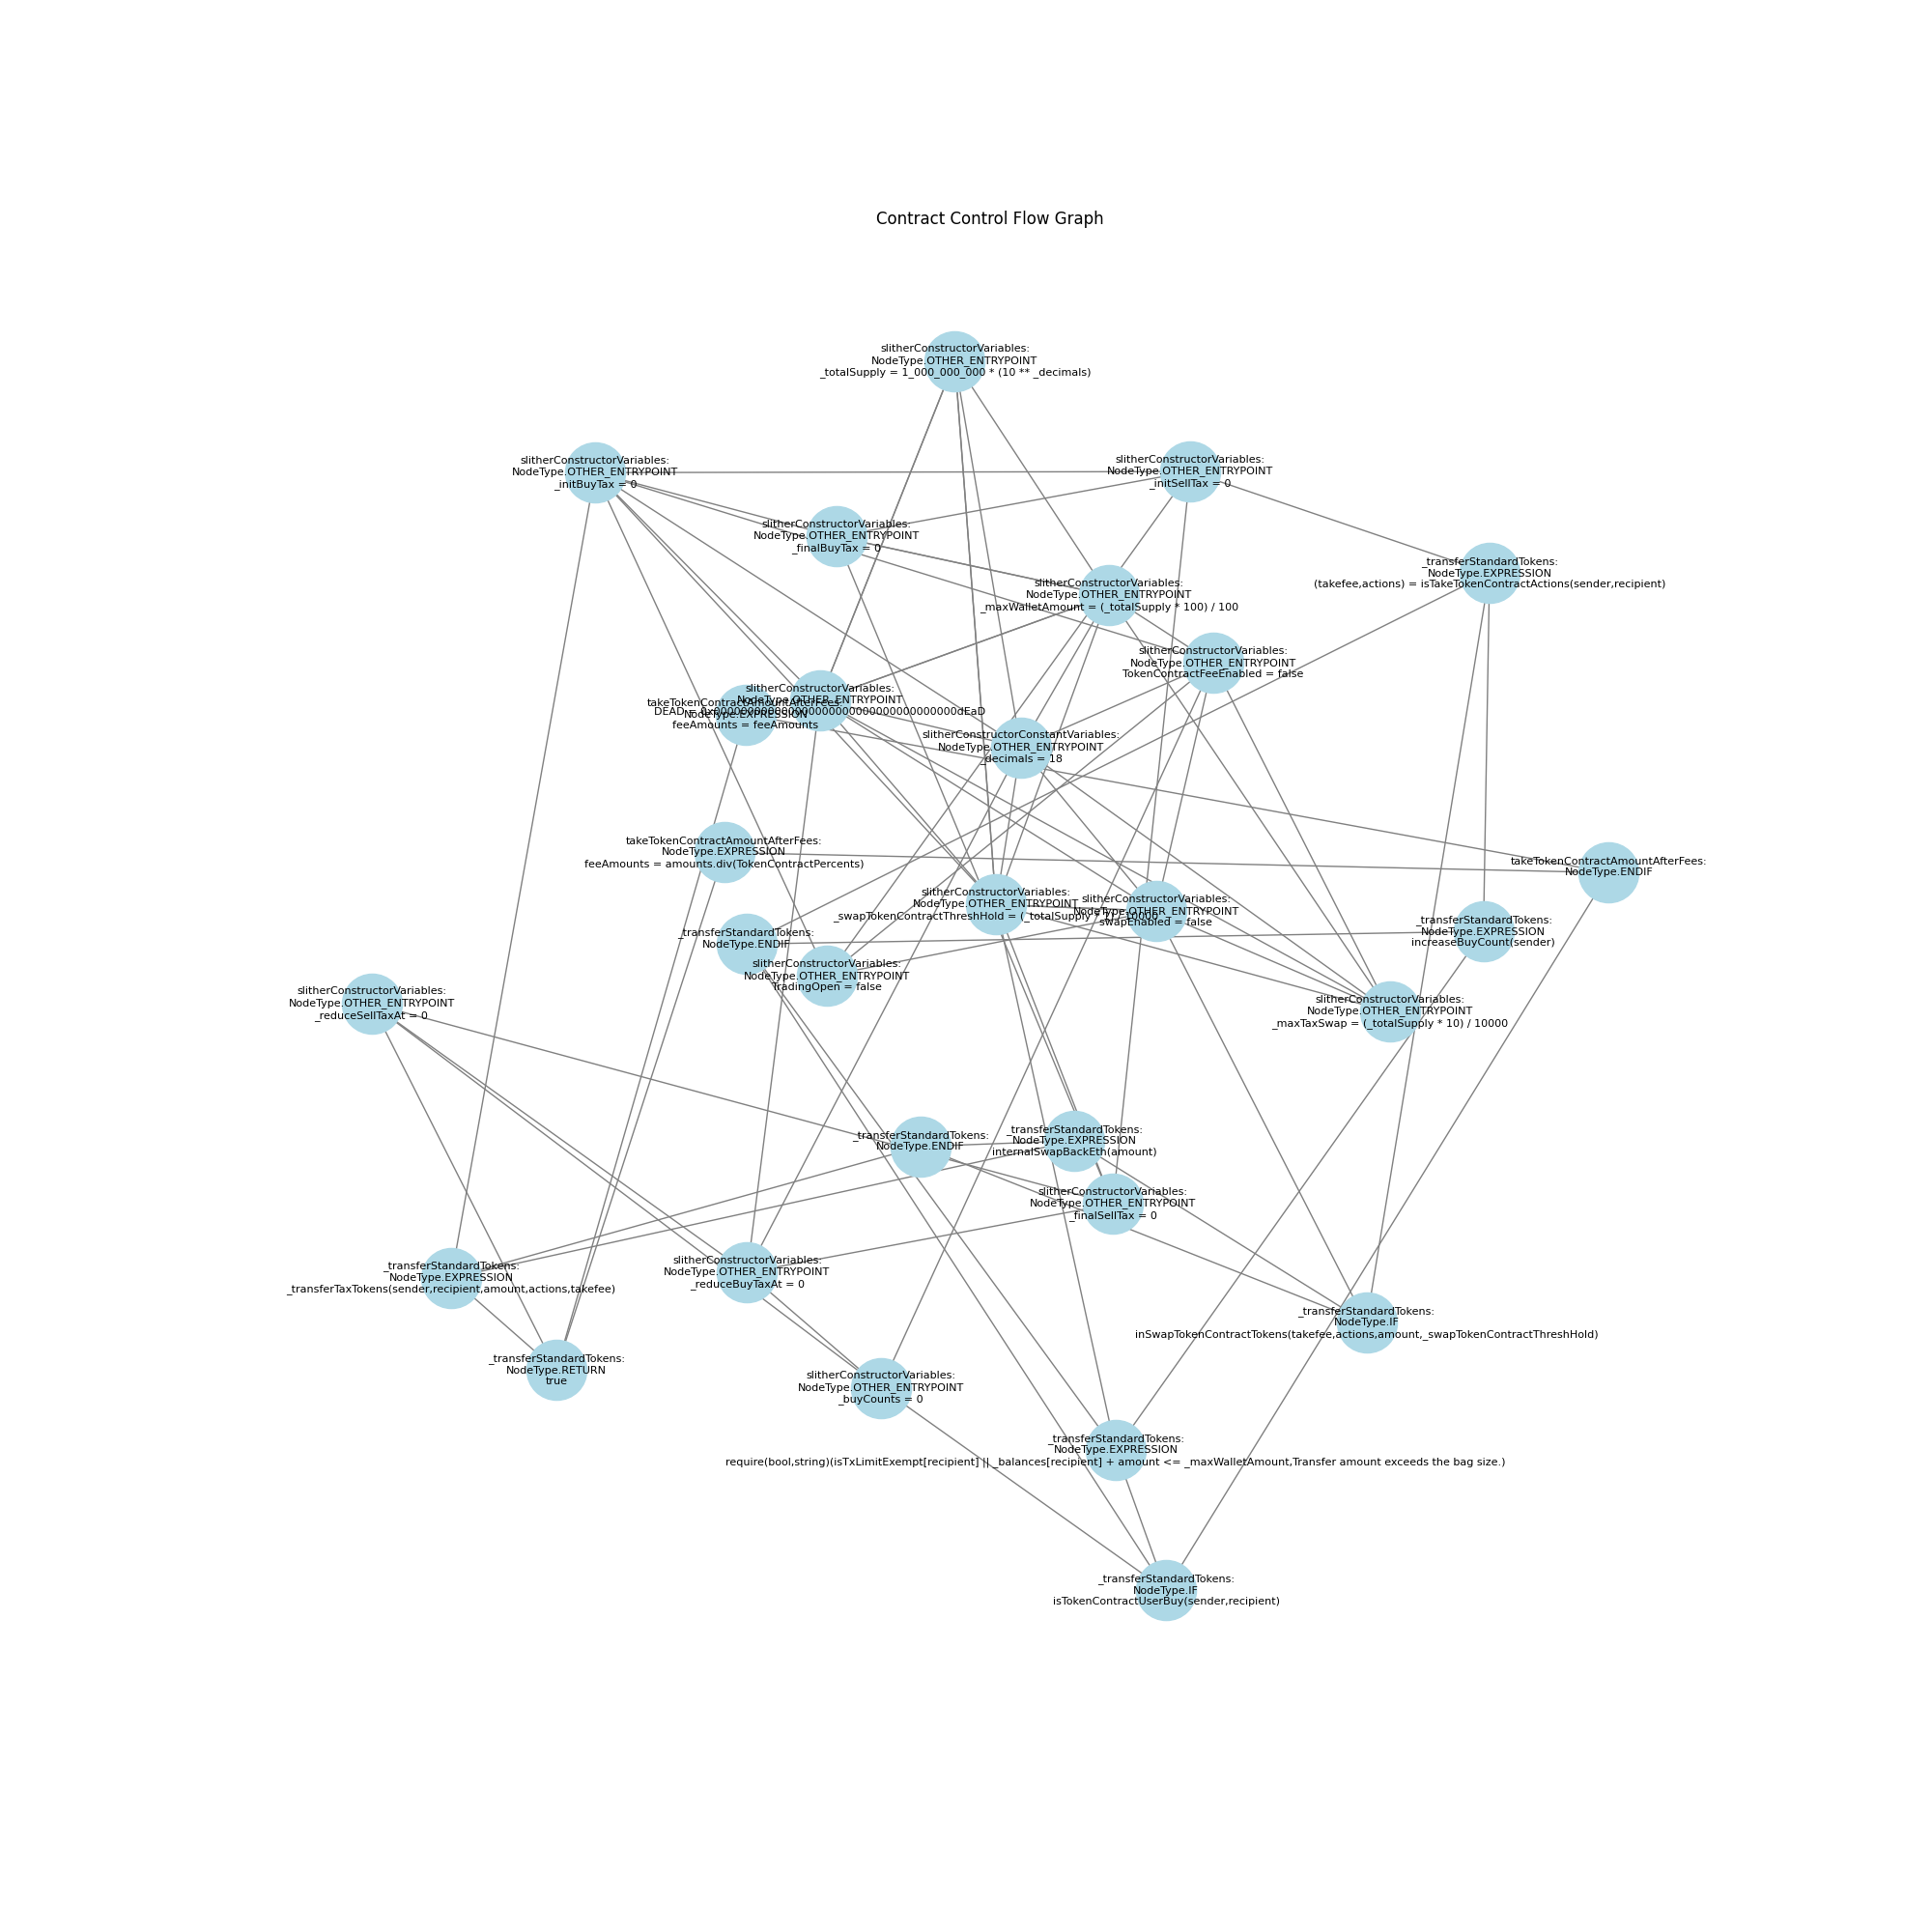 Contract Control Flow Graph
slitherConstructorVariables:
NodeType.OTHER_ENTRYPOINT
_totalSupply = 1_000_000_000 * (10 ** _decimals)
slitherConstructorVariables:
NodeType.OTHER_ENTRYPOINT
_initBuyTax = 0
slitherConstructorVariables:
NodeType.OTHER_ENTRYPOINT
_initSellTax = 0
slitherConstructorVariables:
NodeType.OTHER_ENTRYPOINT
_finalBuyTax = 0
_transferStandardTokens:
NodeType.EXPRESSION
(takefee,actions) = isTakeTokenContractActions(sender,recipient)
slitherConstructorVariables:
NodeType.OTHER_ENTRYPOINT
_maxWalletAmount = (_totalSupply * 100) / 100
slitherConstructorVariables:
NodeType.OTHER_ENTRYPOINT
TokenContractFeeEnabled = false
slitherConstructorVariables:
NodeType.OTHER_ENTRYPOINT
takeTokenContractAmountAfterFees:
NodeType.EXPRESSION
feeAmounts = feeAmounts
slitherConstructorConstantVariables:
NodeType.OTHER_ENTRYPOINT
_decimals = 18
takeTokenContractAmountAfterFees:
NodeType.EXPRESSION
feeAmounts = amounts.div(TokenContractPercents)
takeTokenContractAmountAfterFees:
NodeType.ENDIF
slitherConstructorVariables:
NodeType.OTHER_ENTRYPOINT
_swapTokenContractThreshHold = (_totalSupply
slitherConstructorVariables:
NodeType.OTHER_ENTRYPOINT
swapEnabled = false
_transferStandardTokens:
NodeType.EXPRESSION
increaseBuyCount(sender)
_transferStandardTokens:
NodeType.ENDIF
slitherConstructorVariables:
NodeType.OTHER_ENTRYPOINT
TradingOpen = false
slitherConstructorVariables:
NodeType.OTHER_ENTRYPOINT
_reduceSellTaxAt = 0
slitherConstructorVariables:
NodeType.OTHER_ENTRYPOINT
_maxTaxSwap = (_totalSupply * 10) / 10000
_transferStandardTokens:
NodeType.ENDIF
_transferStandardTokens:
NodeType.EXPRESSION
internalSwapBackEth(amount)
slitherConstructorVariables:
NodeType.OTHER_ENTRYPOINT
_finalSellTax = 0
_transferStandardTokens:
NodeType.EXPRESSION
_transferTaxTokens(sender,recipient,amount,actions,takefee)
slitherConstructorVariables:
NodeType.OTHER_ENTRYPOINT
_reduceBuyTaxAt = 0
_transferStandardTokens:
NodeType.IF
inSwapTokenContractTokens(takefee,actions,amount,_swapTokenContractThreshHold)
_transferStandardTokens:
NodeType.RETURN
true
slitherConstructorVariables:
NodeType.OTHER_ENTRYPOINT
_buyCounts = 0
_transferStandardTokens:
NodeType.EXPRESSION
require(bool,string)(isTxLimitExempt[recipient] || _balances[recipient] + amount <= _maxWalletAmount,Transfer amount exceeds the bag size.)
_transferStandardTokens:
NodeType.IF
isTokenContractUserBuy(sender,recipient)